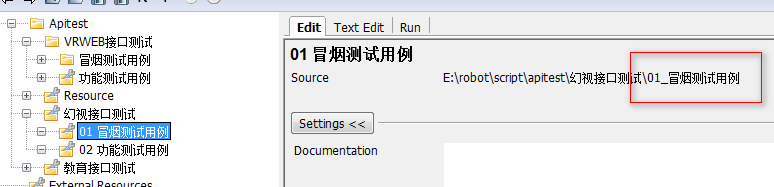 Apitest
VRWEB接口测试
冒烟测试用例
功能测试用例
Resource
幻视接口测试
01 冒烟测试用例
02 功能测试用例
教育接口测试
External Resources
Edit
Text Edit
Run
01 冒烟测试用例
Source
E:\robot\script\apitest\幻视接口测试\01_冒烟测试用例
Settings <<
Documentation